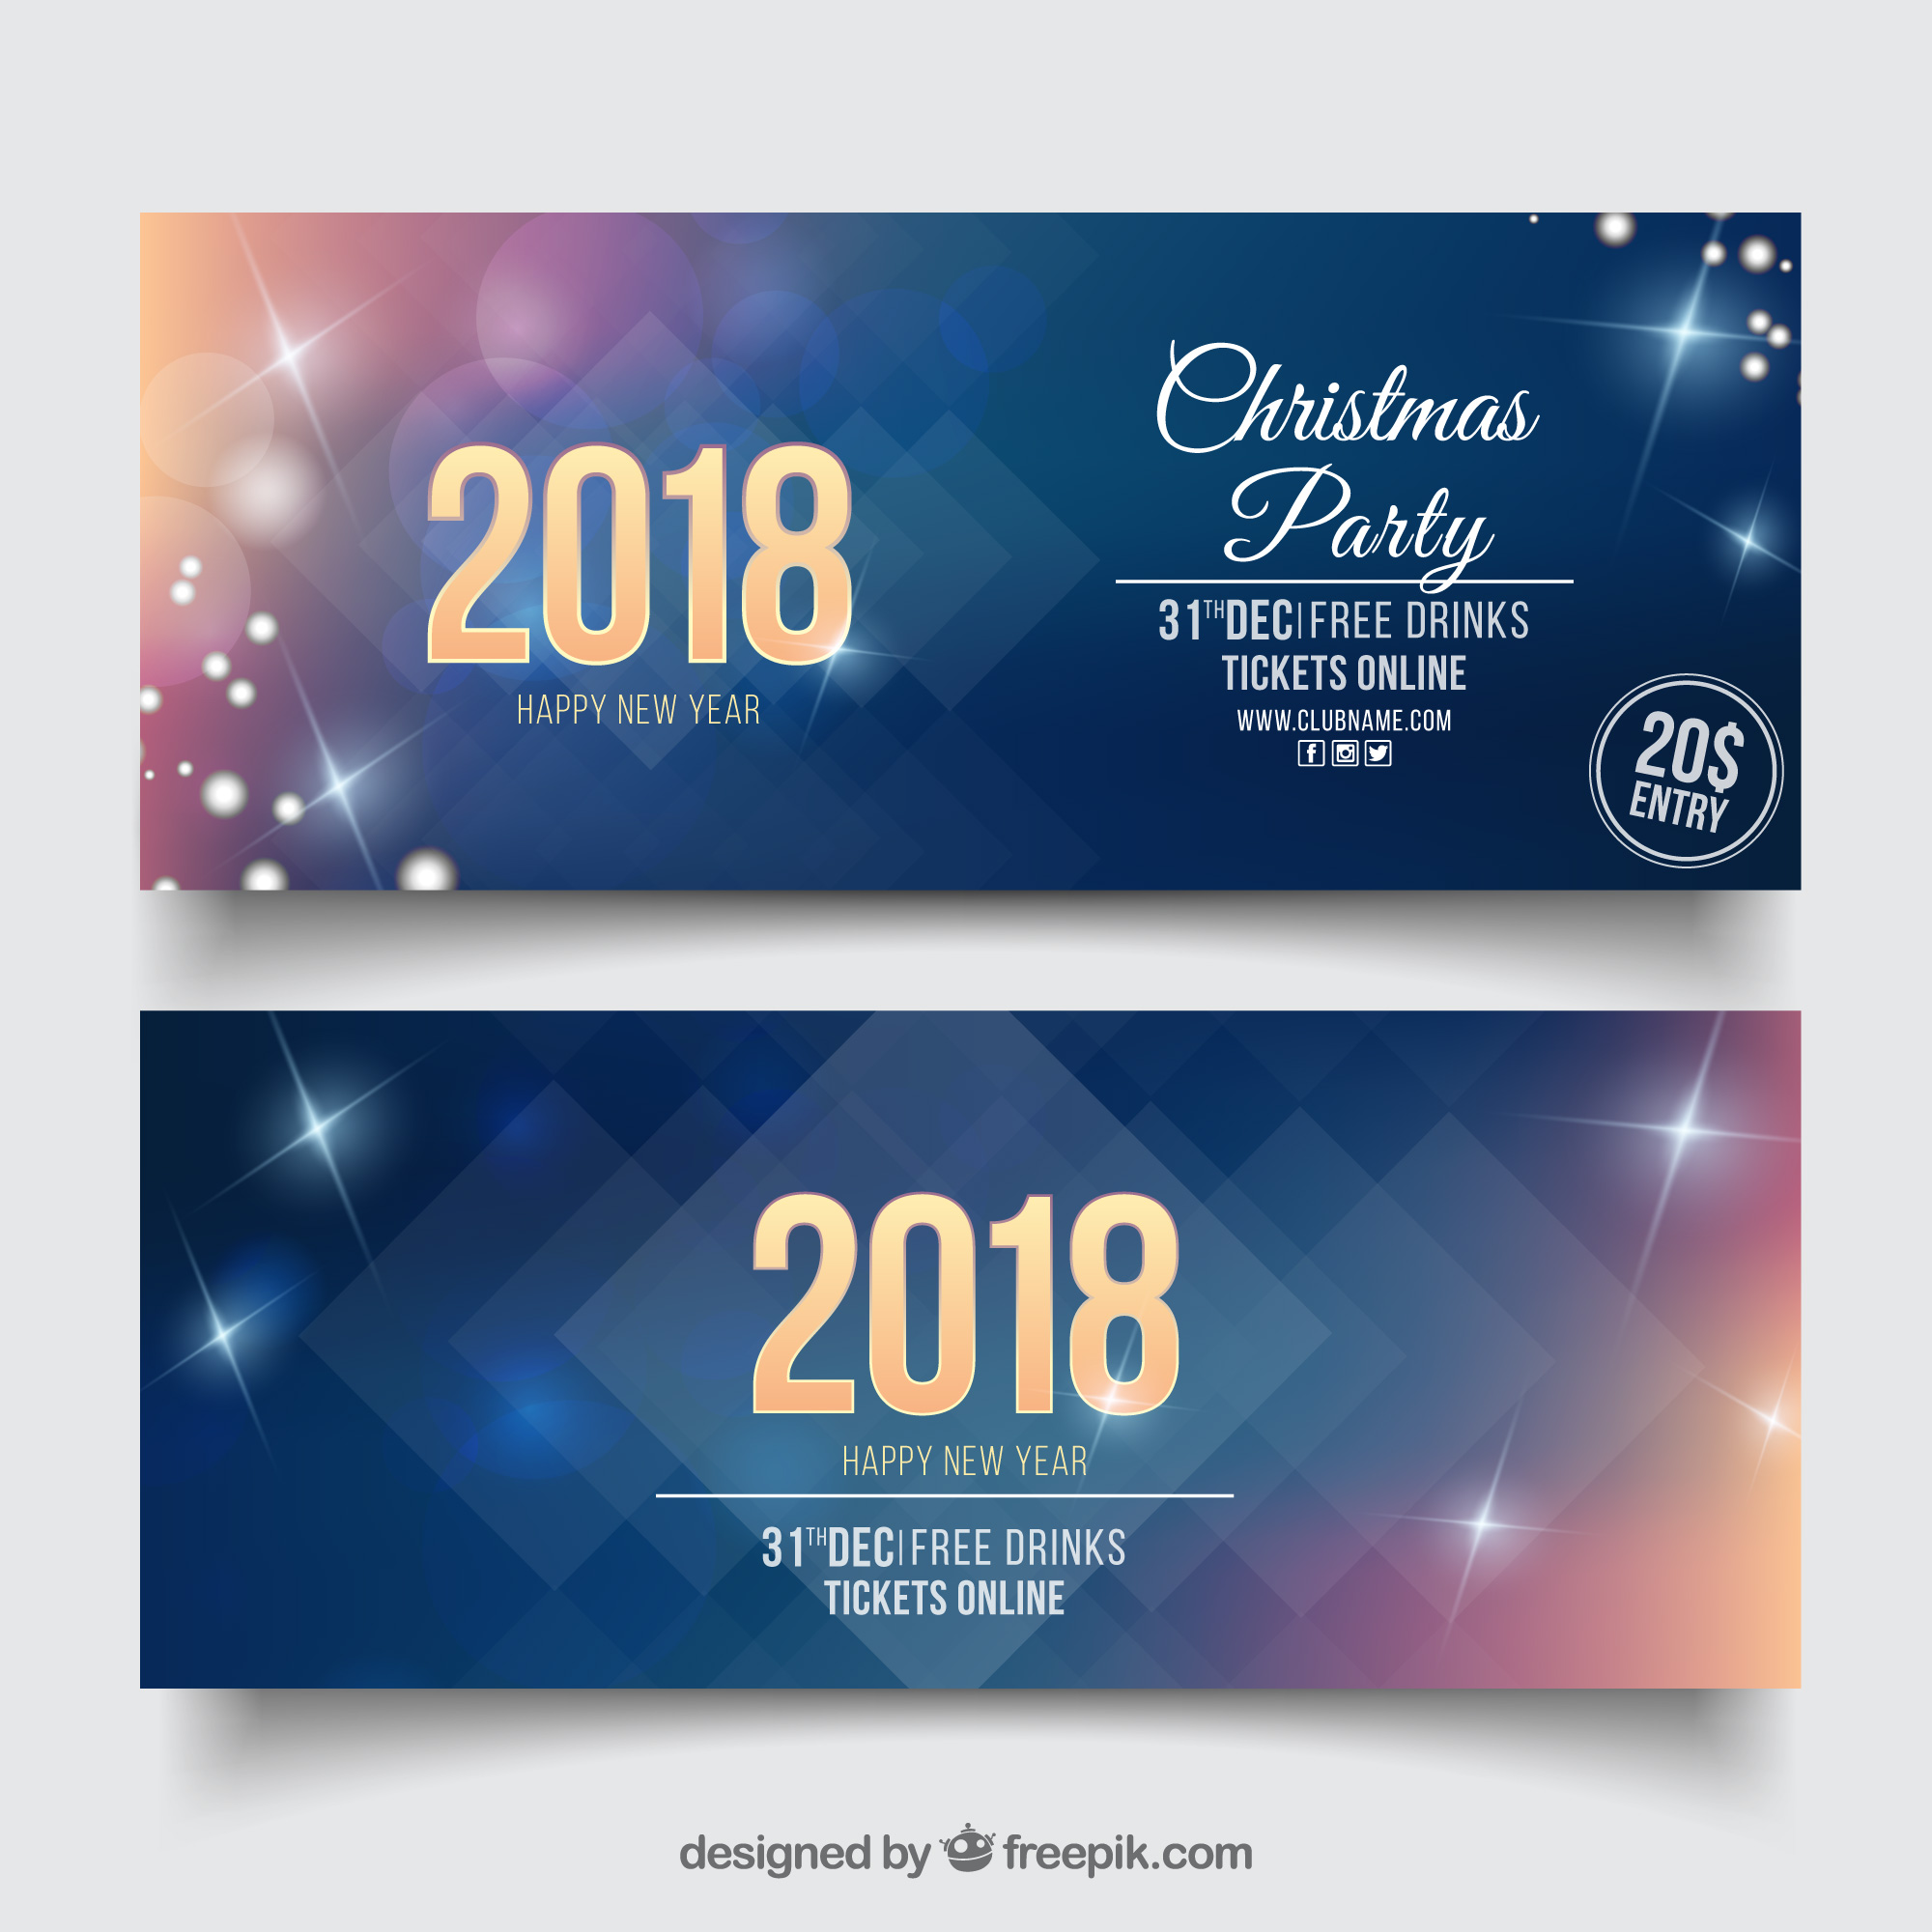 2018
HAPPY NEW YEAR
Christmas
Party
31TH DEC | FREE DRINKS
TICKETS ONLINE
WWW.CLUBNAME.COM
20$
ENTRY
2018
HAPPY NEW YEAR
31TH DEC | FREE DRINKS
TICKETS ONLINE
designed by freepik.com